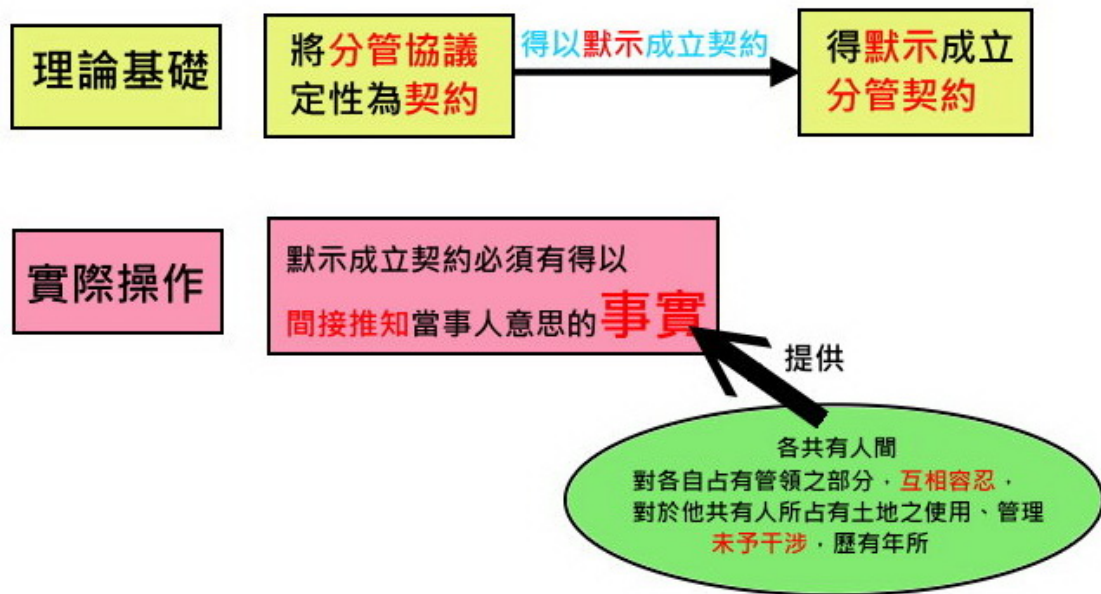 理論基礎
將分管協議
定性為契約
得以默示成立契約
得默示成立
分管契約
實際操作
默示成立契約必須有得以
間接推知當事人意思的事實
提供
各共有人間
對各自占有管領之部分，互相容忍，
對於他共有人所占有土地之使用、管理
未予干涉，歷有年所